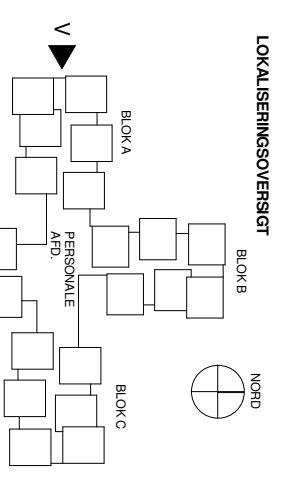 LOKALISERINGSOVERSIGT
NORD
BLOK B
BLOK A
BLOK C
PERSONALE
AFD.
V